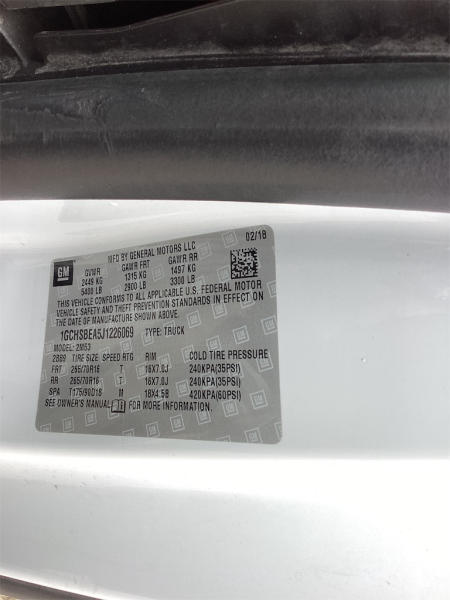 GM
MFD BY GENERAL MOTORS LLC
02/18
GVWR GAWR FRT GAWR RR
2449 KG 1315 KG 1497 KG
5400 LB 2900 LB 3300 LB
THIS VEHICLE CONFORMS TO ALL APPLICABLE U.S. FEDERAL MOTOR
VEHICLE SAFETY AND THEFT PREVENTION STANDARDS IN EFFECT ON
THE DATE OF MANUFACTURE SHOWN ABOVE.
1GCHSBEA5J1226069 TYPE: TRUCK
MODEL: 2M53
2869 TIRE SIZE SPEED RTG RIM COLD TIRE PRESSURE
FRT 265/70R16 T 16X7.0J 240KPA(35PSI)
RR 265/70R16 T 16X7.0J 240KPA(35PSI)
SPA T175/90D18 M 18X4.5B 420KPA(60PSI)
SEE OWNER'S MANUAL